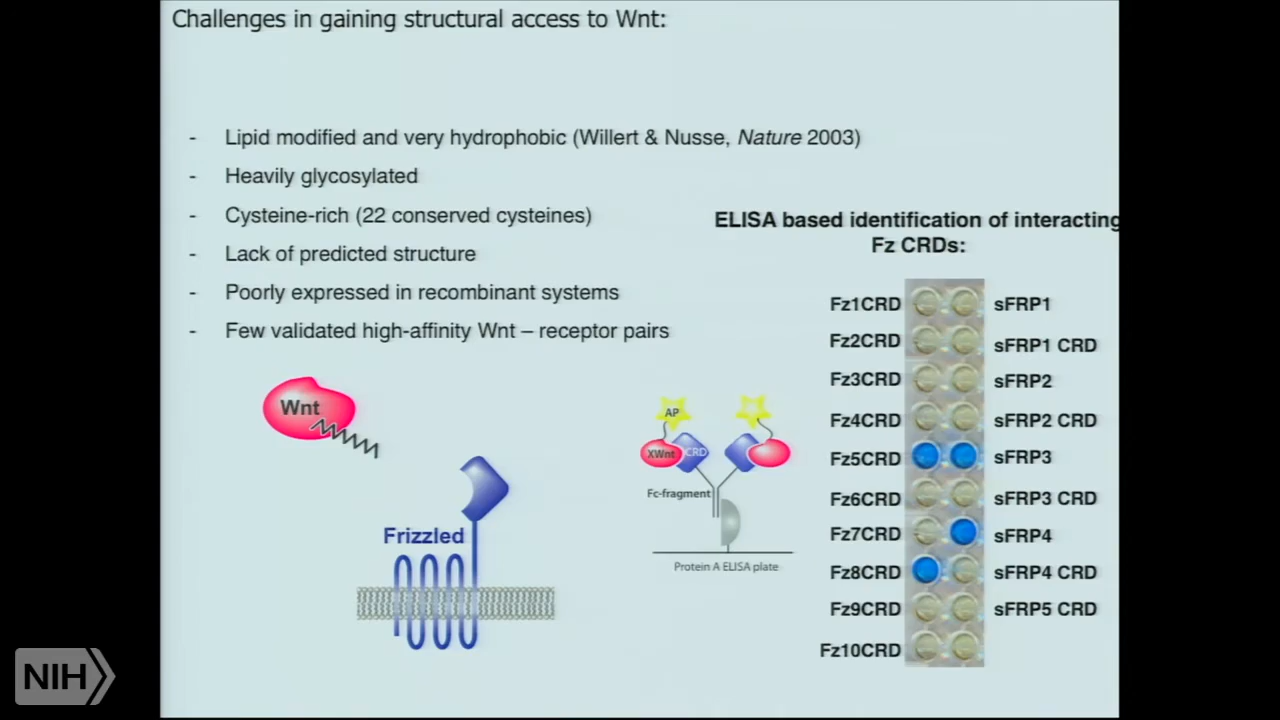 Challenges in gaining structural access to Wnt:
- Lipid modified and very hydrophobic (Willert & Nusse, Nature 2003)
- Heavily glycosylated
- Cysteine-rich (22 conserved cysteines)
- Lack of predicted structure
- Poorly expressed in recombinant systems
- Few validated high-affinity Wnt – receptor pairs
ELISA based identification of interacting
Fz CRDs:
Fz1CRD sFRP1
Fz2CRD sFRP1 CRD
Fz3CRD sFRP2
Fz4CRD sFRP2 CRD
Fz5CRD sFRP3
Fz6CRD sFRP3 CRD
Fz7CRD sFRP4
Fz8CRD sFRP4 CRD
Fz9CRD sFRP5 CRD
Fz10CRD
Wnt
Frizzled
AP
XWnt CRD
Fc-fragment
Protein A ELISA plate
NIH